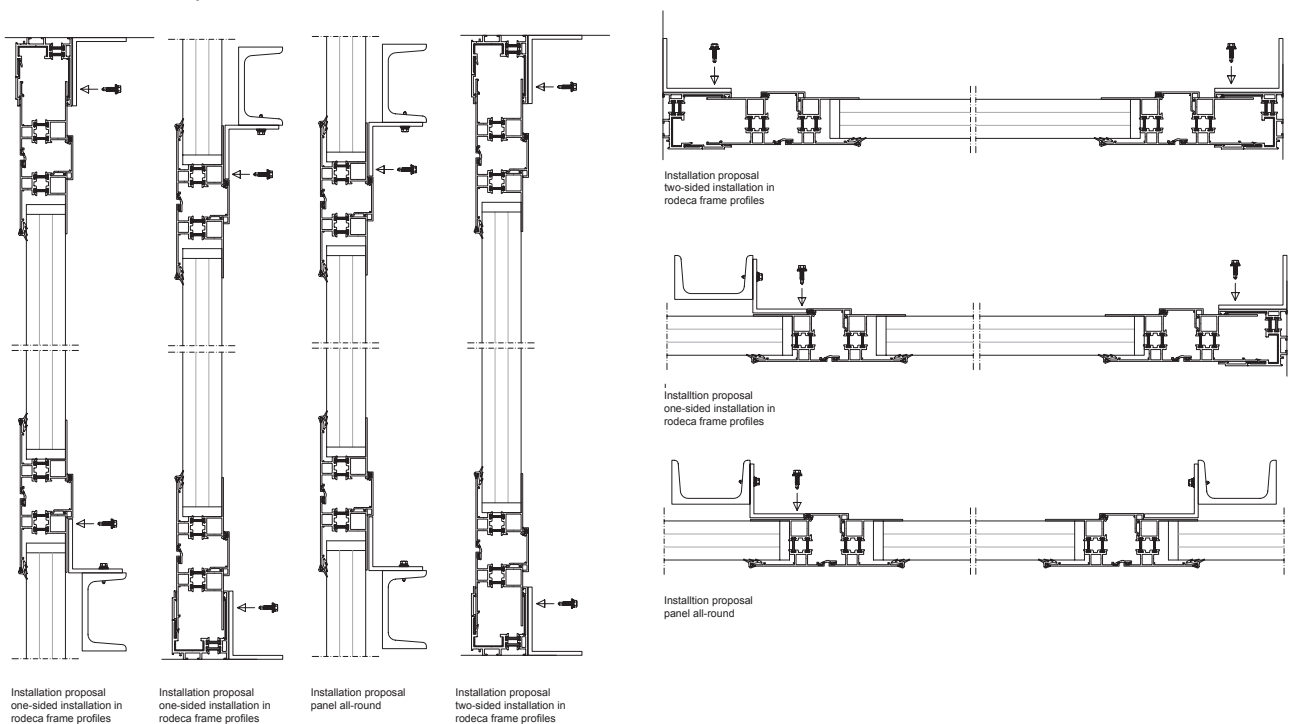 Installation proposal
one-sided installation in
rodeca frame profiles
Installation proposal
one-sided installation in
rodeca frame profiles
Installation proposal
panel all-round
Installation proposal
two-sided installation in
rodeca frame profiles
Installation proposal
two-sided installation in
rodeca frame profiles
Installtion proposal
one-sided installation in
rodeca frame profiles
Installtion proposal
panel all-round